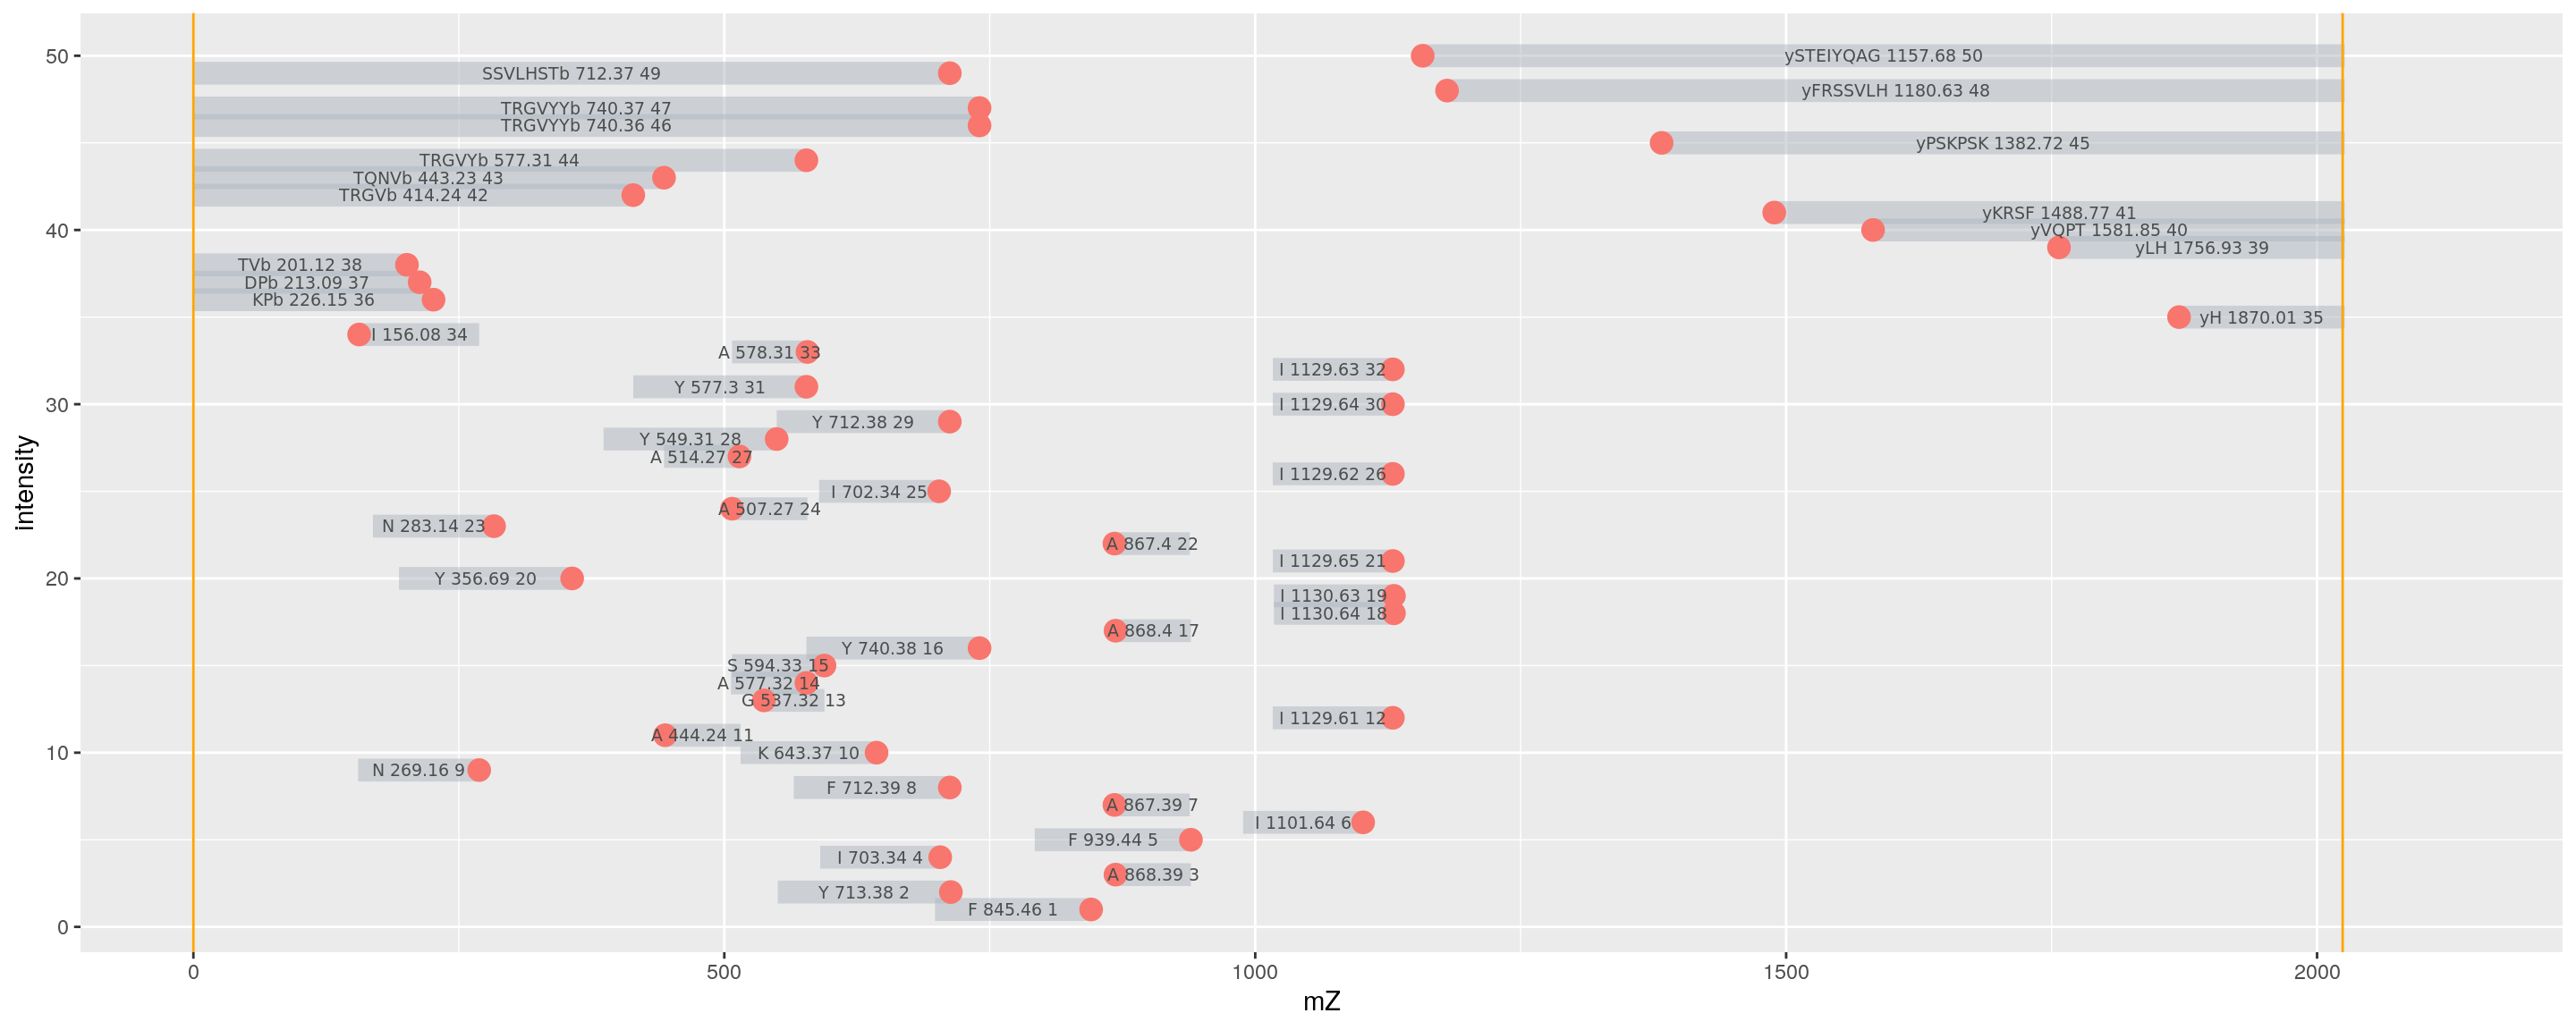 50
ySTEIYQAG 1157.68 50
SSVLHSTb 712.37 49
yFRSSVLH 1180.63 48
TRGVYYb 740.37 47
TRGVYYb 740.36 46
yPSKPSK 1382.72 45
TRGVYb 577.31 44
TQNVb 443.23 43
TRGVb 414.24 42
yKRSF 1488.77 41
40
yVQPT 1581.85 40
yLH 1756.93 39
TVb 201.12 38
DPb 213.09 37
KPb 226.15 36
yH 1870.01 35
I 156.08 34
A 578.31 33
I 1129.63 32
Y 577.3 31
30
I 1129.64 30
Y 712.38 29
Y 549.31 28
A 514.27 27
I 1129.62 26
I 702.34 25
A 507.27 24
N 283.14 23
A 867.4 22
I 1129.65 21
20
Y 356.69 20
I 1130.63 19
I 1130.64 18
A 868.4 17
Y 740.38 16
S 594.33 15
A 577.32 14
G 537.32 13
I 1129.61 12
A 444.24 11
10
K 643.37 10
N 269.16 9
F 712.39 8
A 867.39 7
I 1101.64 6
F 939.44 5
I 703.34 4
A 868.39 3
Y 713.38 2
F 845.46 1
0
intensity
0 500 1000 1500 2000
mZ